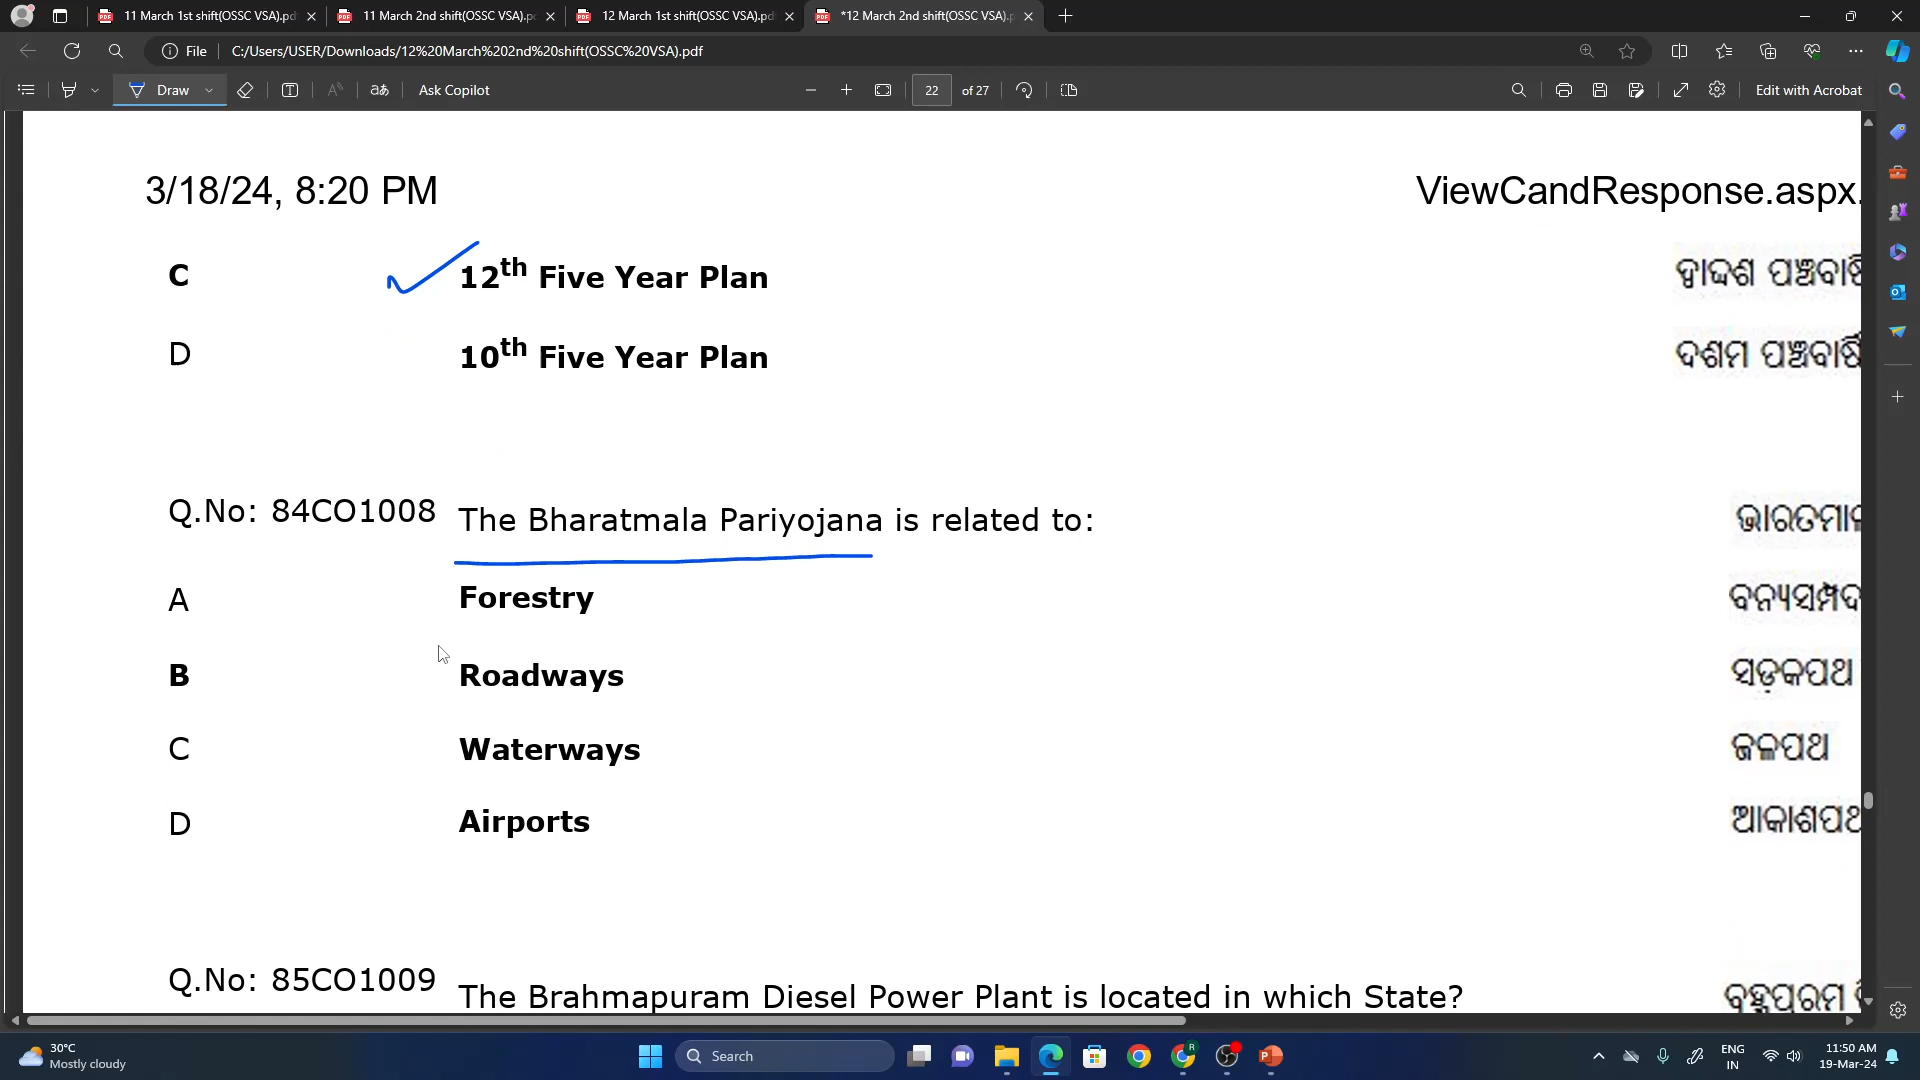 11 March 1st shift(OSSC VSA).pd
11 March 2nd shift(OSSC VSA).pc
12 March 1st shift(OSSC VSA).pd
*12 March 2nd shift(OSSC VSA).p
File
C:/Users/USER/Downloads/12%20March%202nd%20shift(OSSC%20VSA).pdf
Draw
Ask Copilot
22 of 27
Edit with Acrobat
3/18/24, 8:20 PM
ViewCandResponse.aspx.
C 12th Five Year Plan ଦ୍ୱାଦଶ
D 10th Five Year Plan ଦଶମ
Q.No: 84CO1008 The Bharatmala Pariyojana is related to:
A Forestry
B Roadways ସଡ଼କପଥ
C Waterways ଜଳପଥ
D Airports
Q.No: 85CO1009 The Brahmapuram Diesel Power Plant is located in which State?
30°C
Mostly cloudy
Search
ENG
IN
11:50 AM
19-Mar-24